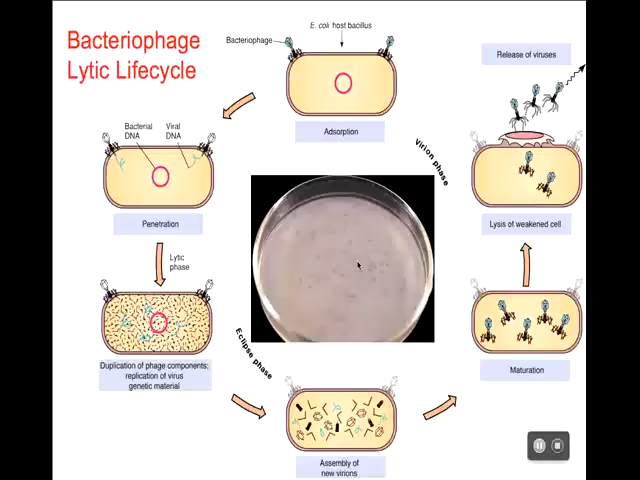 Bacteriophage
Lytic Lifecycle
E. coli host bacillus
Bacteriophage
Adsorption
Bacterial
DNA
Viral
DNA
Penetration
Lytic
phase
Duplication of phage components;
replication of virus
genetic material
Eclipse phase
Assembly of
new virions
Maturation
Lysis of weakened cell
Release of viruses
Virion phase